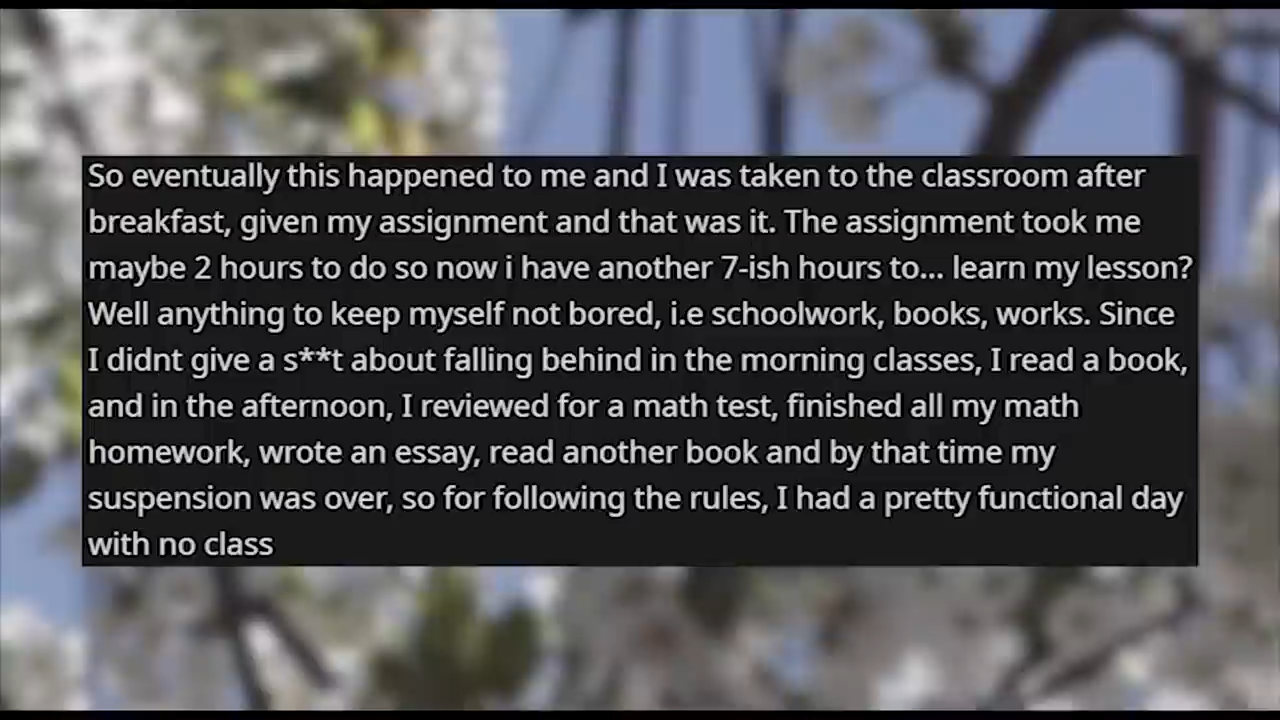 So eventually this happened to me and I was taken to the classroom after
breakfast, given my assignment and that was it. The assignment took me
maybe 2 hours to do so now i have another 7-ish hours to... learn my lesson?
Well anything to keep myself not bored, i.e schoolwork, books, works. Since
I didnt give a s**t about falling behind in the morning classes, I read a book,
and in the afternoon, I reviewed for a math test, finished all my math
homework, wrote an essay, read another book and by that time my
suspension was over, so for following the rules, I had a pretty functional day
with no class